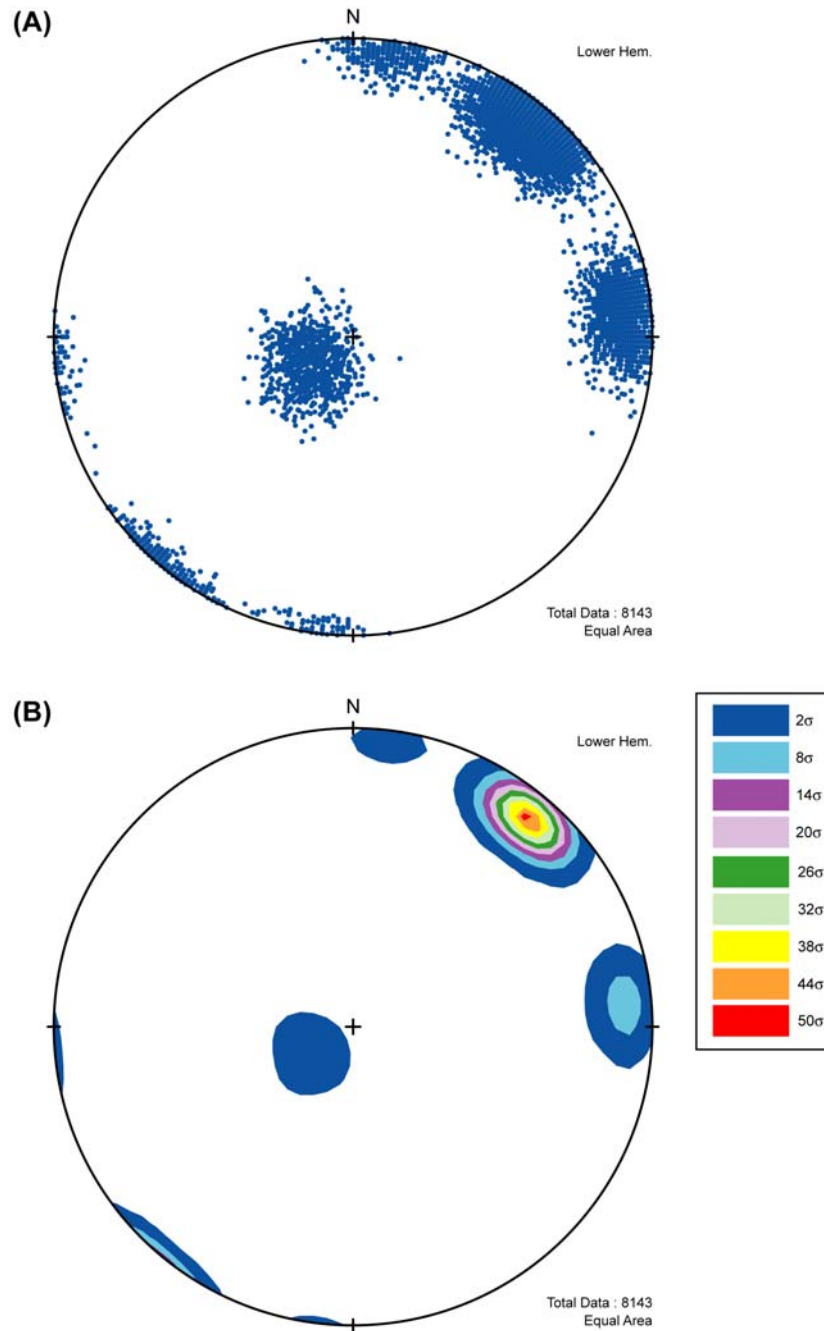 (A)
N
Lower Hem.
Total Data : 8143
Equal Area
(B)
N
Lower Hem.
2σ
8σ
14σ
20σ
26σ
32σ
38σ
44σ
50σ
Total Data : 8143
Equal Area